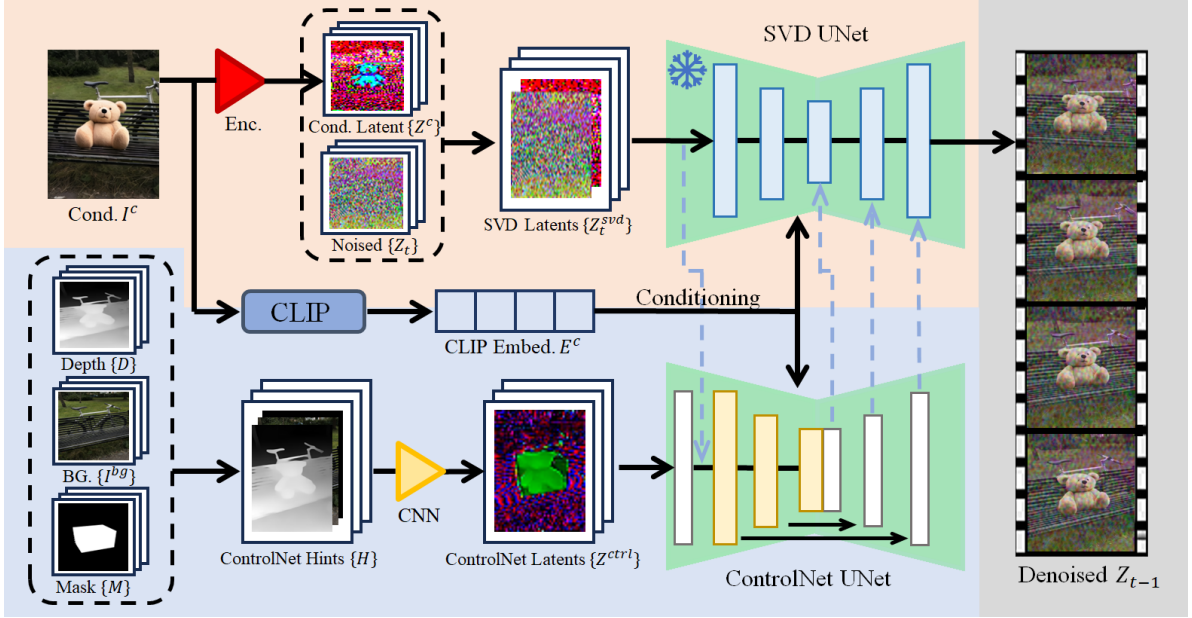 SVD UNet
Enc.
Cond. Latent {Z^c}
Cond. I^c
Noised {Z_t}
SVD Latents {Z_t^{svd}}
CLIP
Conditioning
CLIP Embed. E^c
Depth {D}
BG. {I^{bg}}
CNN
Mask {M}
ControlNet Hints {H}
ControlNet Latents {Z^{ctrl}}
ControlNet UNet
Denoised Z_{t−1}